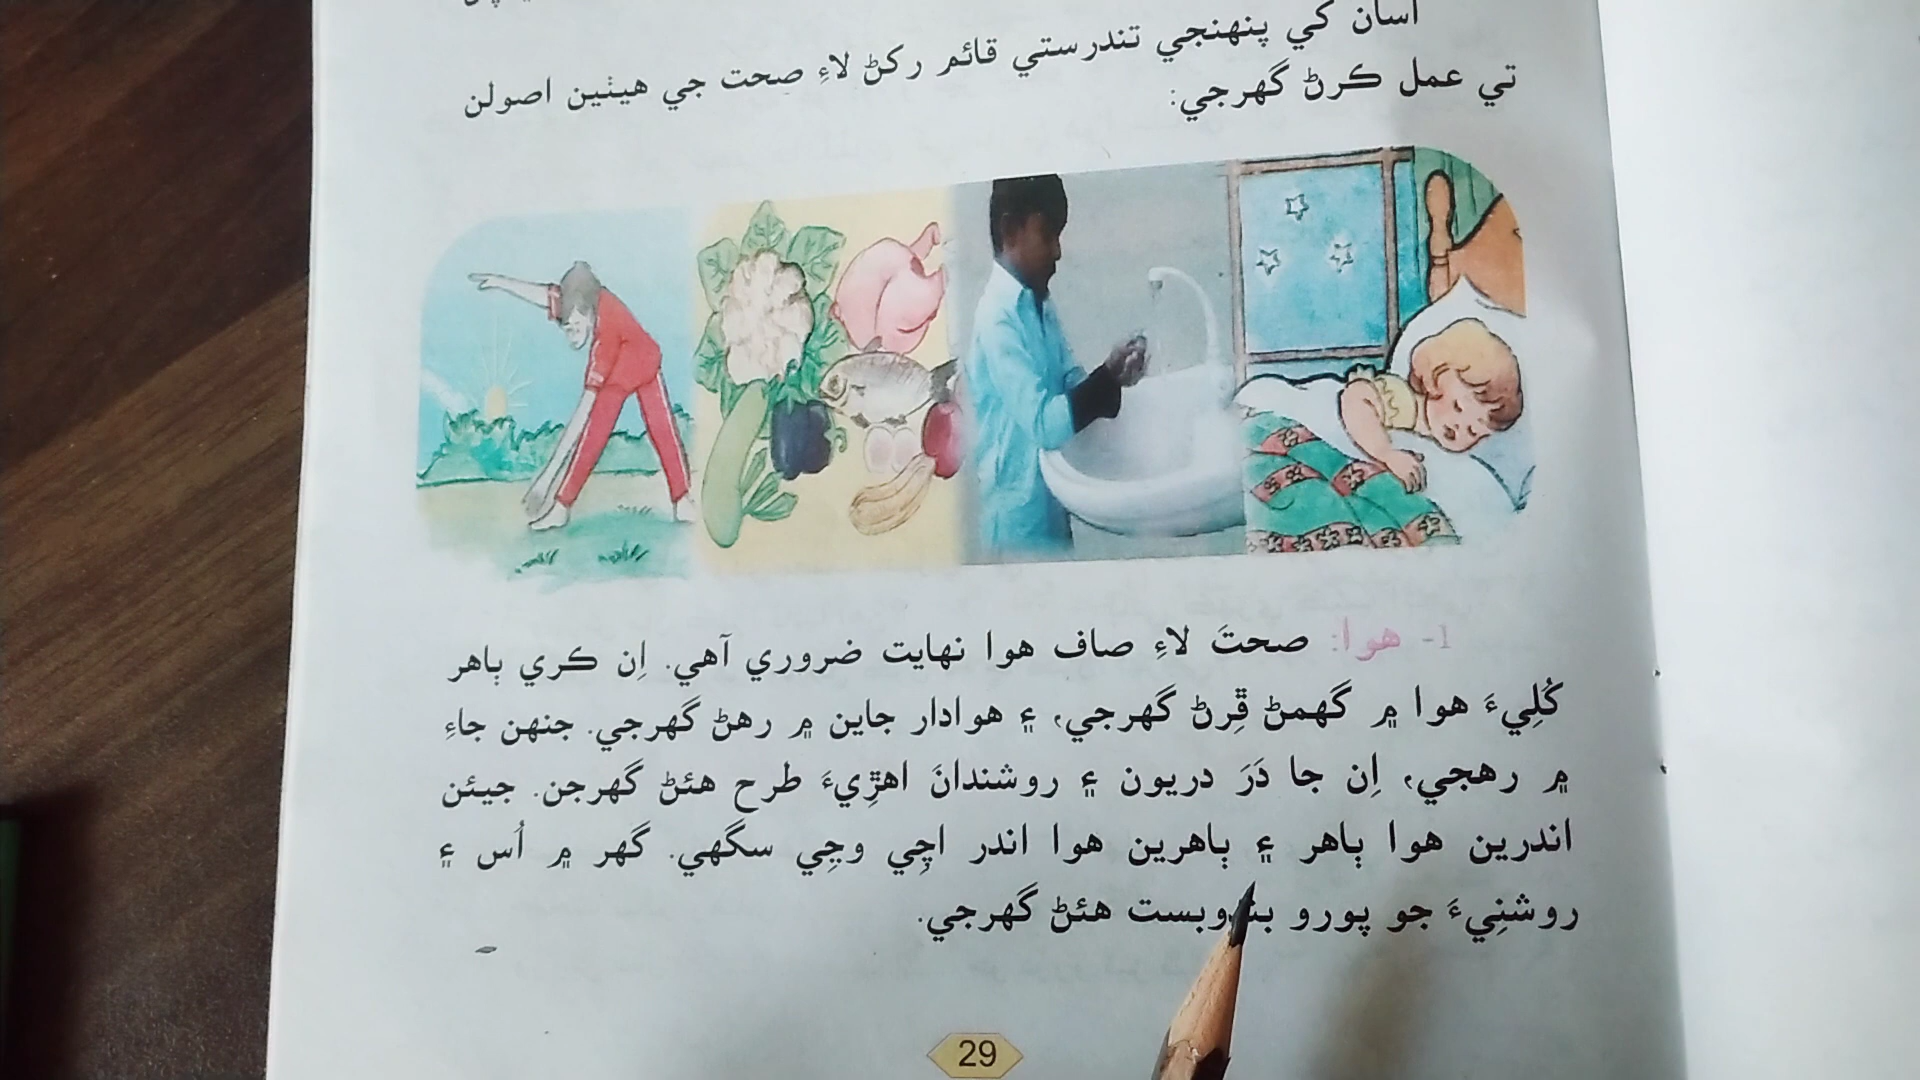 اسان کي پنهنجي تندرستي قائم رکڻ لاءِ صحت جي هيٺين اصولن
تي عمل ڪرڻ گهرجي:
1- هوا: صحتَ لاءِ صاف هوا نهايت ضروري آهي. اِن ڪري ٻاهر
کُلِيءَ هوا ۾ گهمڻ ڦِرڻ گهرجي، ۽ هوادار جاين ۾ رهڻ گهرجي. جنهن جاءِ
۾ رهجي، اِن جا دَرَ دريون ۽ روشندانَ اهڙِيءَ طرح هئڻ گهرجن. جيئن
اندرين هوا ٻاهر ۽ ٻاهرين هوا اندر اچِي وڃِي سگهي. گهر ۾ اُس ۽
روشنِيءَ جو پورو بندوبست هئڻ گهرجي.
29